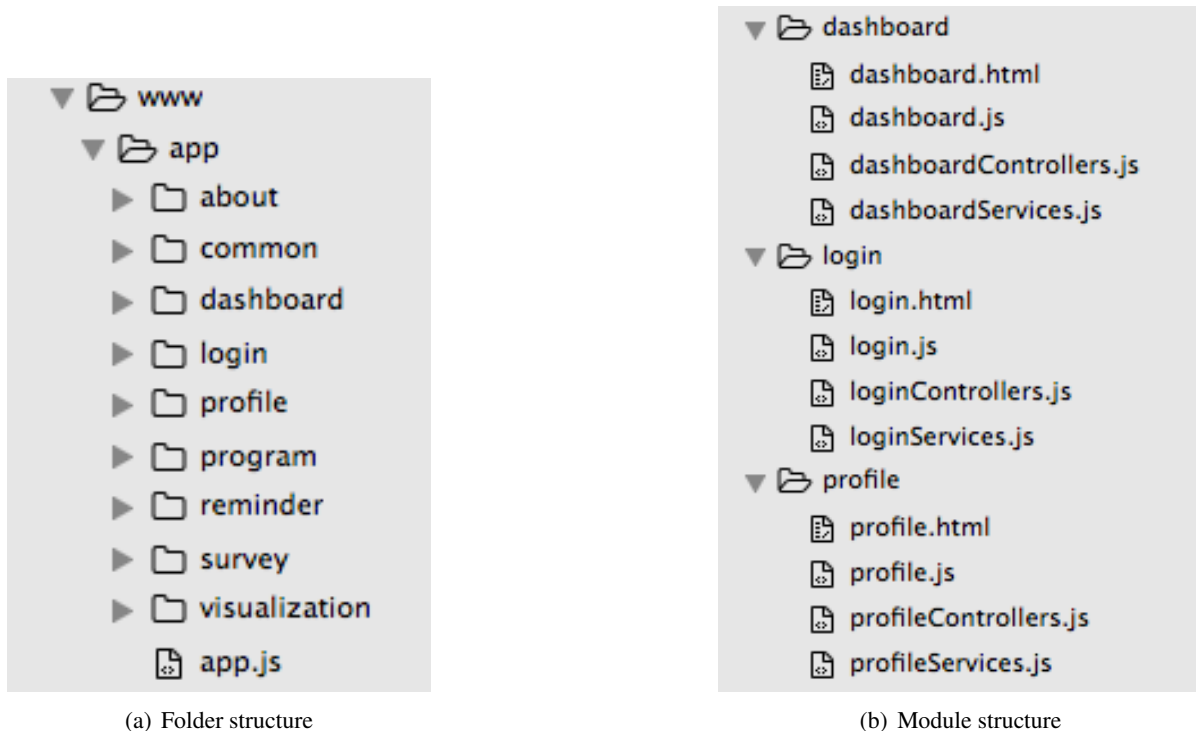 www
app
about
common
dashboard
login
profile
program
reminder
survey
visualization
app.js
(a) Folder structure
dashboard
dashboard.html
dashboard.js
dashboardControllers.js
dashboardServices.js
login
login.html
login.js
loginControllers.js
loginServices.js
profile
profile.html
profile.js
profileControllers.js
profileServices.js
(b) Module structure